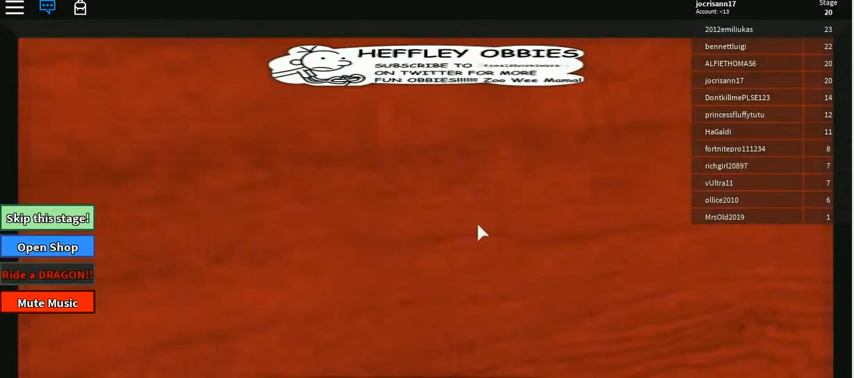 jocrisann17
Account: <13
Stage
20
2012emiliukas 23
bennettluigi 22
ALFIETHOMAS6 20
jocrisann17 20
DontkillmePLSE123 14
princessfluffytutu 12
HaGaldi 11
fortnitepro111234 8
richgirl20897 7
vUltra11 7
ollice2010 6
MrsOld2019 1
HEFFLEY OBBIES
SUBSCRIBE TO
ON TWITTER FOR MORE
FUN OBBIES!!!!!!! Zoo Wee Mama!
Skip this stage!
Open Shop
Ride a DRAGON!!
Mute Music